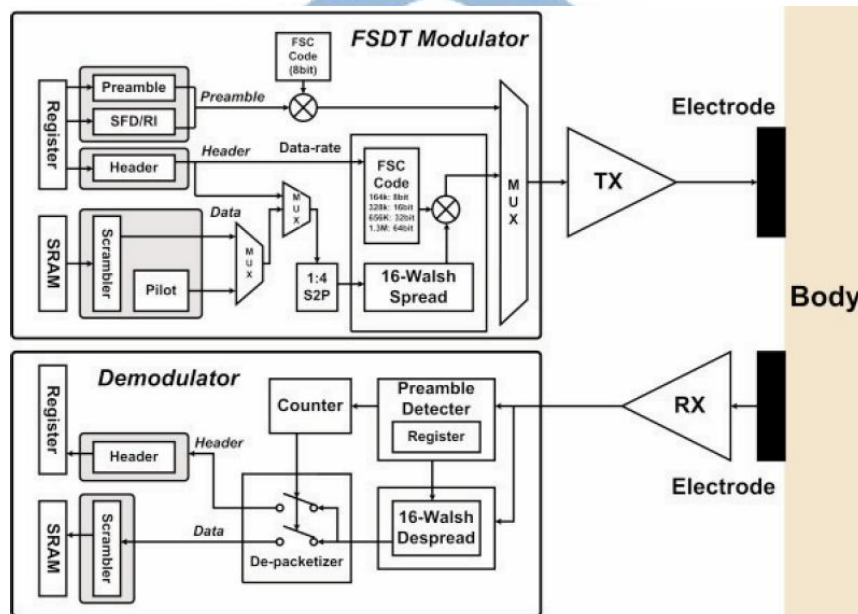 FSDT Modulator
FSC
Code
(8bit)
Register
Preamble
SFD/RI
Preamble
Header
Header
Data-rate
FSC
Code
164k: 8bit
328k: 16bit
656K: 32bit
1.3M: 64bit
MUX
SRAM
Scrambler
Pilot
Data
MUX
1:4
S2P
16-Walsh
Spread
MUX
TX
Electrode
Body
Demodulator
Register
Header
Header
SRAM
Scrambler
Data
Counter
De-packetizer
Preamble
Detecter
Register
16-Walsh
Despread
RX
Electrode